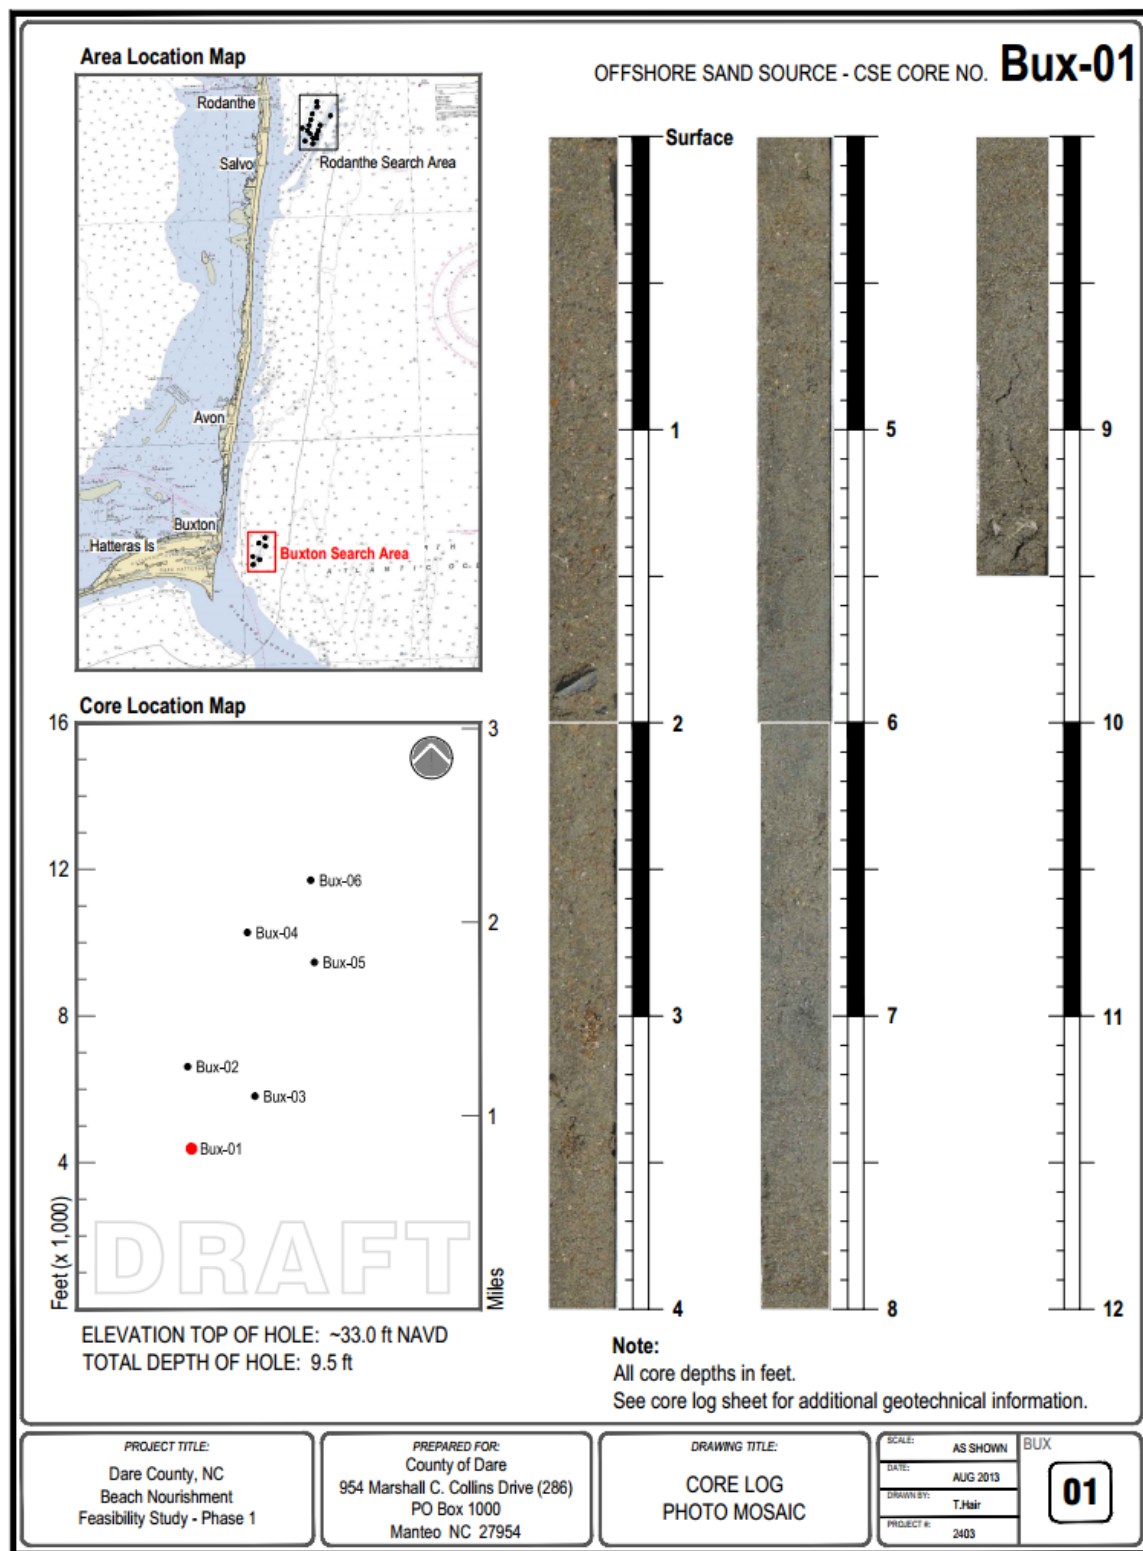 Area Location Map
OFFSHORE SAND SOURCE - CSE CORE NO. Bux-01
Rodanthe
Rodanthe Search Area
Salvo
Avon
Buxton
Hatteras Is
Buxton Search Area
ATLANTIC
Surface
1
2
3
4
5
6
7
8
9
10
11
12
Core Location Map
16
12
8
4
Feet (x 1,000)
3
2
1
Miles
Bux-06
Bux-04
Bux-05
Bux-02
Bux-03
Bux-01
DRAFT
ELEVATION TOP OF HOLE: ~33.0 ft NAVD
TOTAL DEPTH OF HOLE: 9.5 ft
Note:
All core depths in feet.
See core log sheet for additional geotechnical information.
PROJECT TITLE:
Dare County, NC
Beach Nourishment
Feasibility Study - Phase 1
PREPARED FOR:
County of Dare
954 Marshall C. Collins Drive (286)
PO Box 1000
Manteo NC 27954
DRAWING TITLE:
CORE LOG
PHOTO MOSAIC
SCALE: AS SHOWN
DATE: AUG 2013
DRAWN BY: T.Hair
PROJECT #: 2403
BUX
01